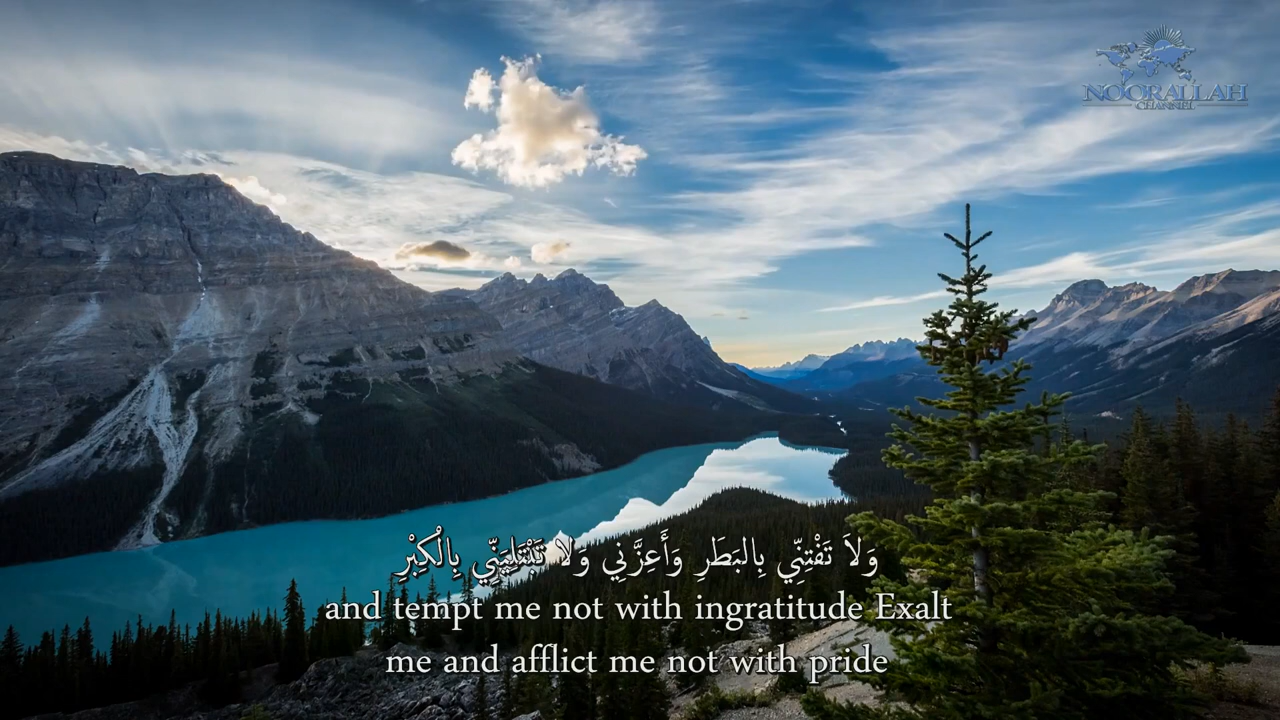 NOORALLAH
CHANNEL
وَلاَ تَفْتِنِّي بِالبَطَرِ وَأَعِزَّنِي وَلا تَبْتَلِيَنِّي بِالْكِبْرِ
and tempt me not with ingratitude Exalt
me and afflict me not with pride